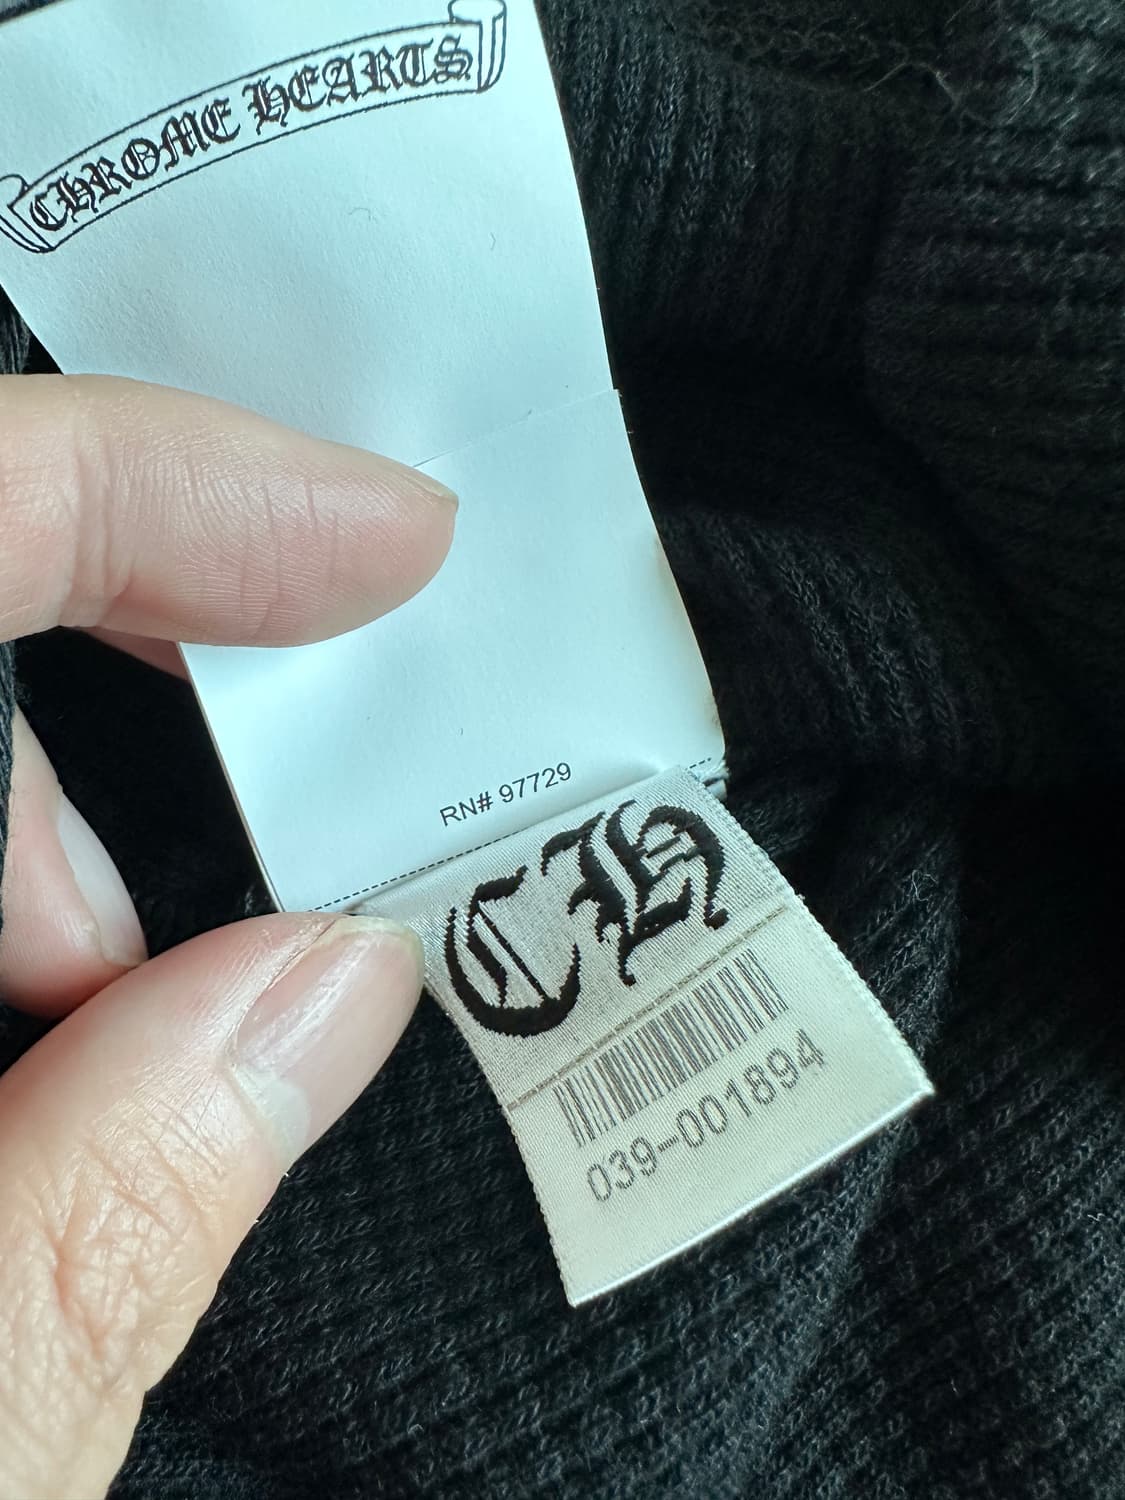 CHROME HEARTS
RN# 97729
CH
039-001894